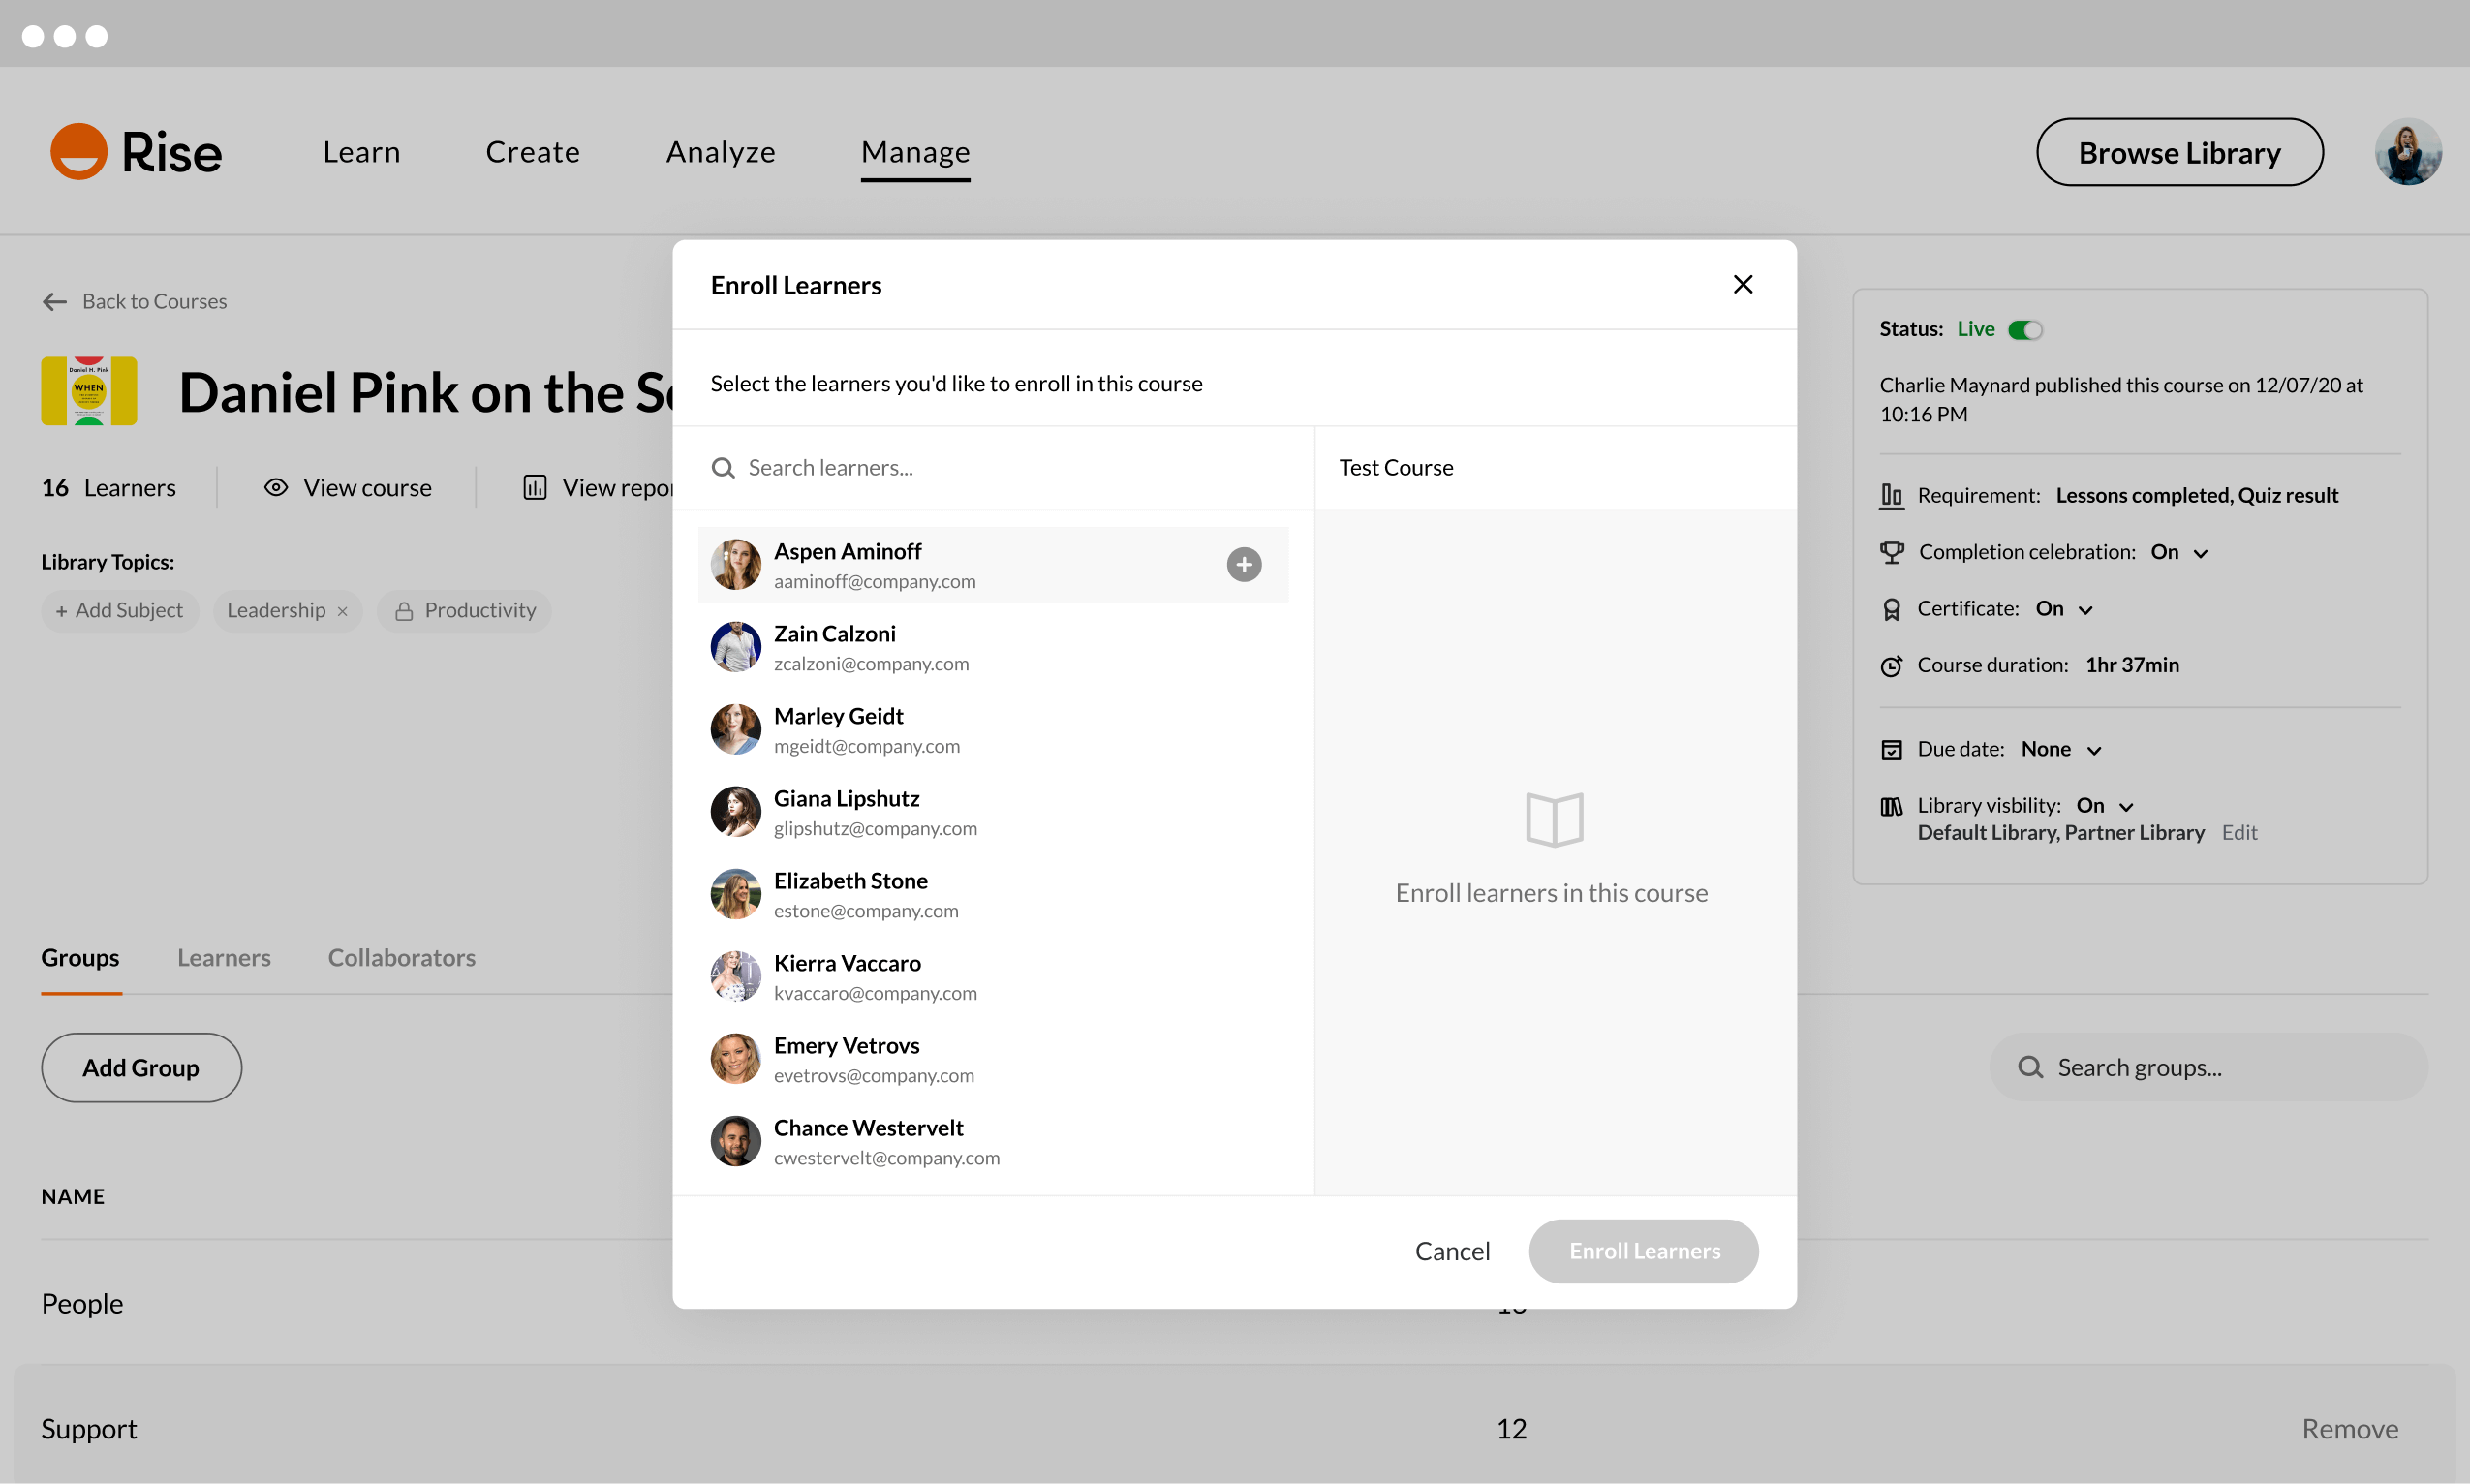 Rise
Learn
Create
Analyze
Manage
Browse Library
Back to Courses
Daniel H. Pink
WHEN
Daniel Pink on the
16 Learners
View course
View
Library Topics:
+ Add Subject
Leadership ×
Productivity
Groups
Learners
Collaborators
Add Group
NAME
People
Support
12
Remove
Enroll Learners
Select the learners you'd like to enroll in this course
Search learners...
Aspen Aminoff
aaminoff@company.com
Zain Calzoni
zcalzoni@company.com
Marley Geidt
mgeidt@company.com
Giana Lipshutz
glipshutz@company.com
Elizabeth Stone
estone@company.com
Kierra Vaccaro
kvaccaro@company.com
Emery Vetrovs
evetrovs@company.com
Chance Westervelt
cwestervelt@company.com
Test Course
Enroll learners in this course
Cancel
Enroll Learners
Status: Live
Charlie Maynard published this course on 12/07/20 at
10:16 PM
Requirement: Lessons completed, Quiz result
Completion celebration: On
Certificate: On
Course duration: 1hr 37min
Due date: None
Library visbility: On
Default Library, Partner Library Edit
Search groups...